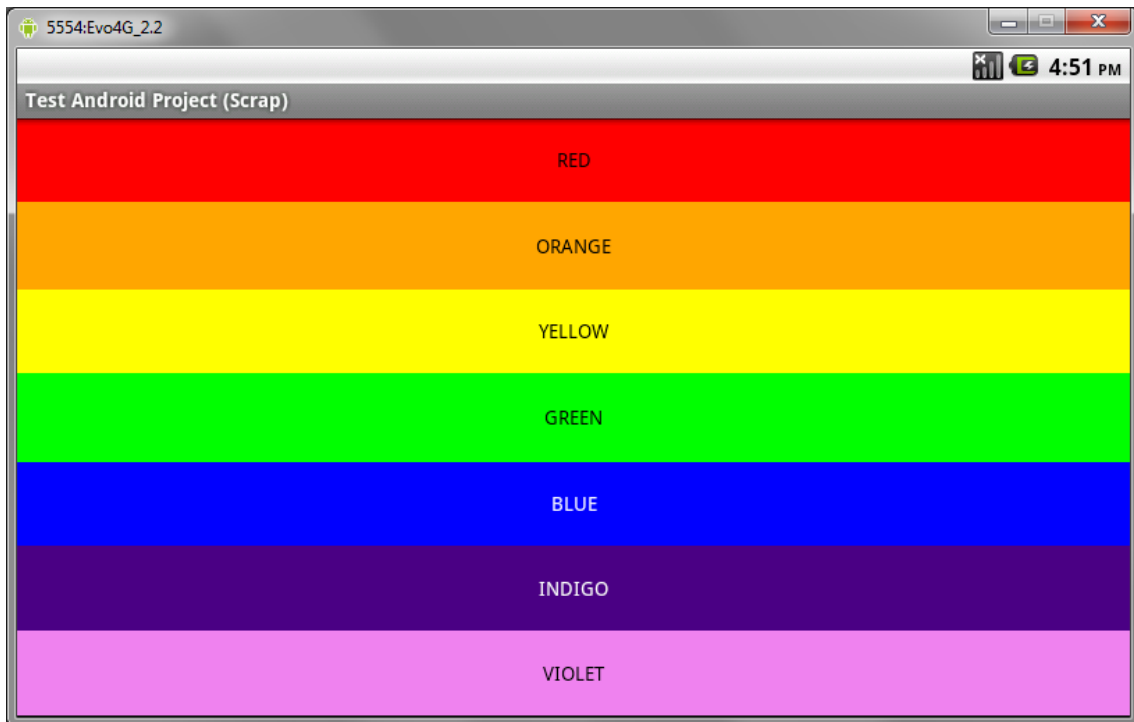 5554:Evo4G_2.2
4:51 PM
Test Android Project (Scrap)
RED
ORANGE
YELLOW
GREEN
BLUE
INDIGO
VIOLET